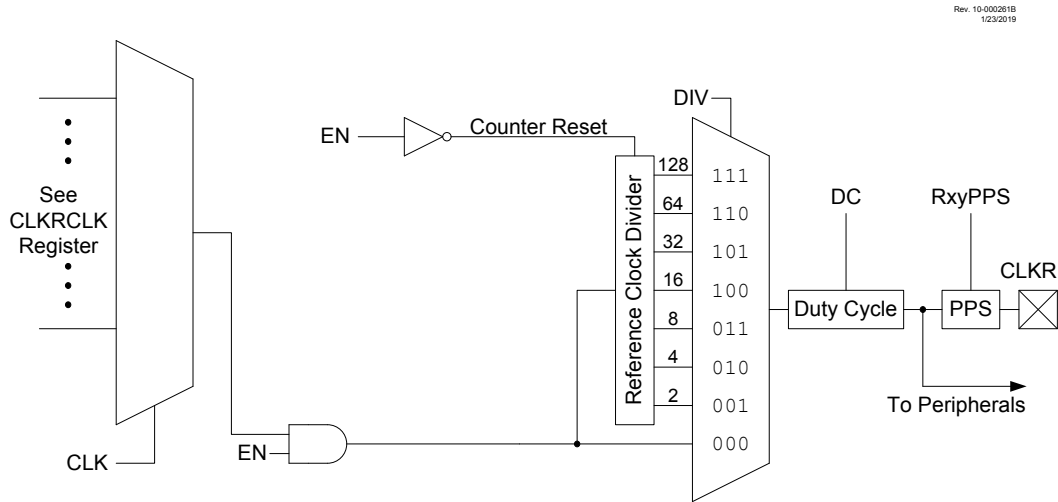 Rev. 10-000261B
1/23/2019
DIV
EN
Counter Reset
See
CLKRCLK
Register
Reference Clock Divider
128
64
32
16
8
4
2
111
110
101
100
011
010
001
000
DC
RxyPPS
CLKR
Duty Cycle
PPS
To Peripherals
EN
CLK